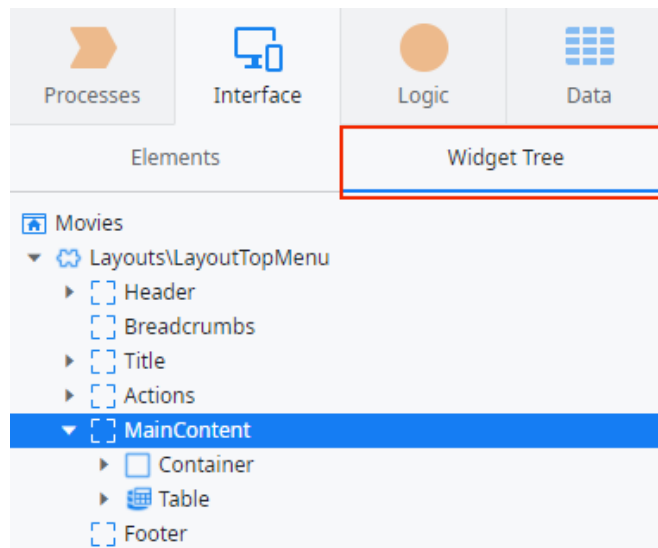 Processes Interface Logic Data
Elements Widget Tree
Movies
Layouts\LayoutTopMenu
Header
Breadcrumbs
Title
Actions
MainContent
Container
Table
Footer